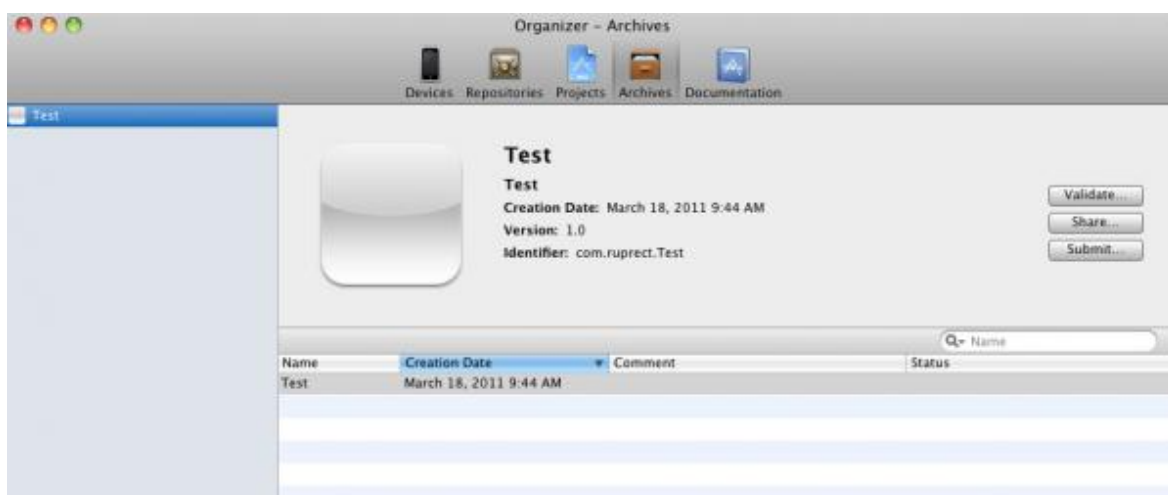 Organizer – Archives
Devices Repositories Projects Archives Documentation
Test
Test
Test
Creation Date: March 18, 2011 9:44 AM
Version: 1.0
Identifier: com.ruprect.Test
Validate...
Share...
Submit...
Name
Name Creation Date Comment Status
Test March 18, 2011 9:44 AM